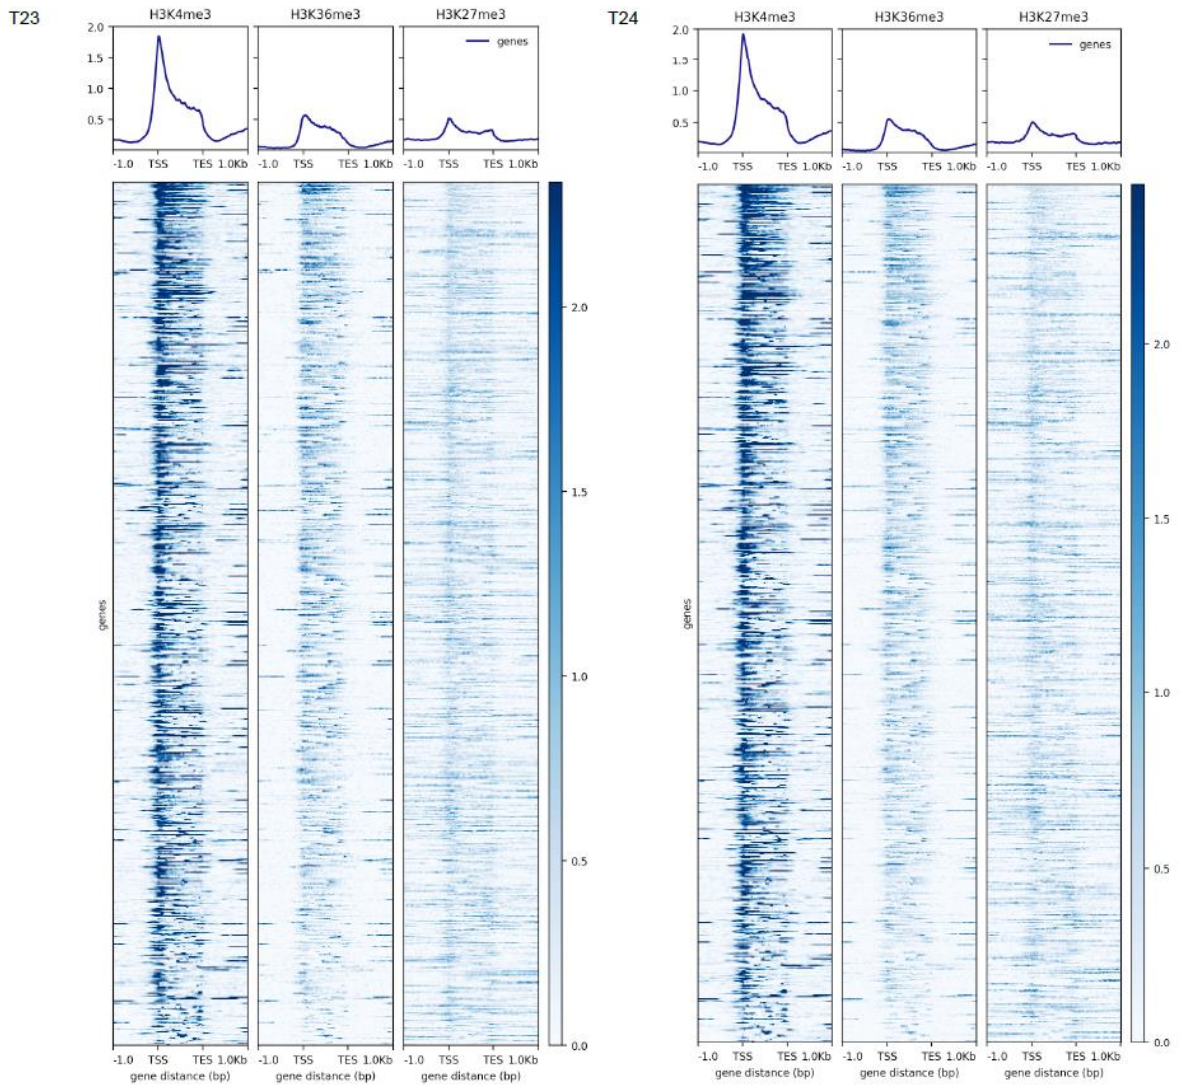 T23
H3K4me3 H3K36me3 H3K27me3
2.0
1.5
1.0
0.5
genes
-1.0 TSS TES 1.0Kb -1.0 TSS TES 1.0Kb -1.0 TSS TES 1.0Kb
genes
2.0
1.5
1.0
0.5
0.0
-1.0 TSS TES 1.0Kb -1.0 TSS TES 1.0Kb -1.0 TSS TES 1.0Kb
gene distance (bp) gene distance (bp) gene distance (bp)
T24
H3K4me3 H3K36me3 H3K27me3
2.0
1.5
1.0
0.5
genes
-1.0 TSS TES 1.0Kb -1.0 TSS TES 1.0Kb -1.0 TSS TES 1.0Kb
genes
2.0
1.5
1.0
0.5
0.0
-1.0 TSS TES 1.0Kb -1.0 TSS TES 1.0Kb -1.0 TSS TES 1.0Kb
gene distance (bp) gene distance (bp) gene distance (bp)